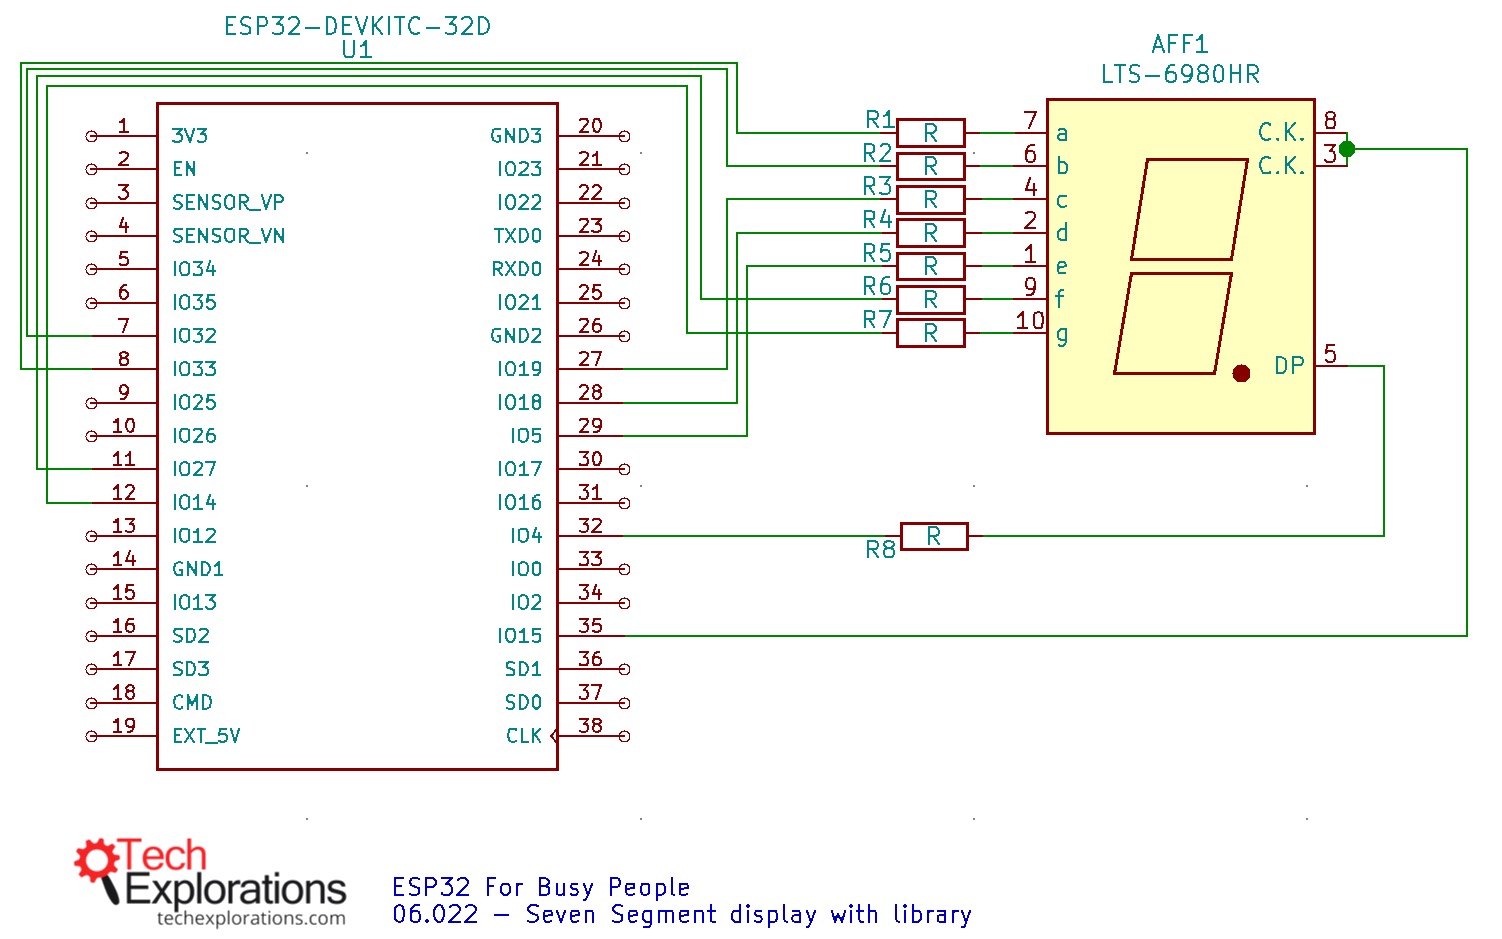 ESP32-DEVKITC-32D
U1
AFF1
LTS-6980HR
1 3V3 GND3 20
2 EN IO23 21
3 SENSOR_VP IO22 22
4 SENSOR_VN TXD0 23
5 IO34 RXD0 24
6 IO35 IO21 25
7 IO32 GND2 26
8 IO33 IO19 27
9 IO25 IO18 28
10 IO26 IO5 29
11 IO27 IO17 30
12 IO14 IO16 31
13 IO12 IO4 32
14 GND1 IO0 33
15 IO13 IO2 34
16 SD2 IO15 35
17 SD3 SD1 36
18 CMD SD0 37
19 EXT_5V CLK 38
R1 R 7 a C.K. 8
R2 R 6 b C.K. 3
R3 R 4 c
R4 R 2 d
R5 R 1 e
R6 R 9 f
R7 R 10 g
DP 5
R8 R
Tech
Explorations
techexplorations.com
ESP32 For Busy People
06.022 - Seven Segment display with library